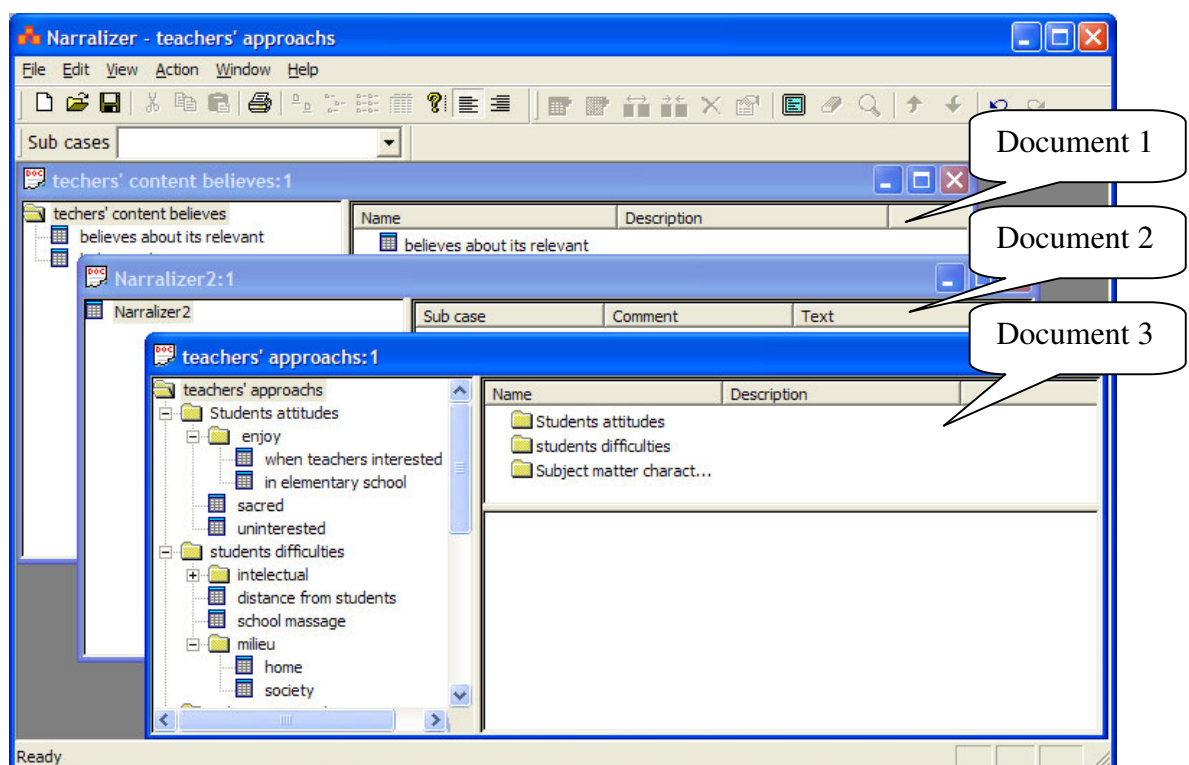 Narralizer - teachers' approachs
File Edit View Action Window Help
Sub cases
Document 1
techers' content believes:1
techers' content believes
believes about its relevant
Name Description
believes about its relevant
Document 2
Narralizer2:1
Narralizer2
Sub case Comment Text
Document 3
teachers' approachs:1
teachers' approachs
Students attitudes
enjoy
when teachers interested
in elementary school
sacred
uninterested
students difficulties
intelectual
distance from students
school massage
milieu
home
society
Name Description
Students attitudes
students difficulties
Subject matter charact...
Ready